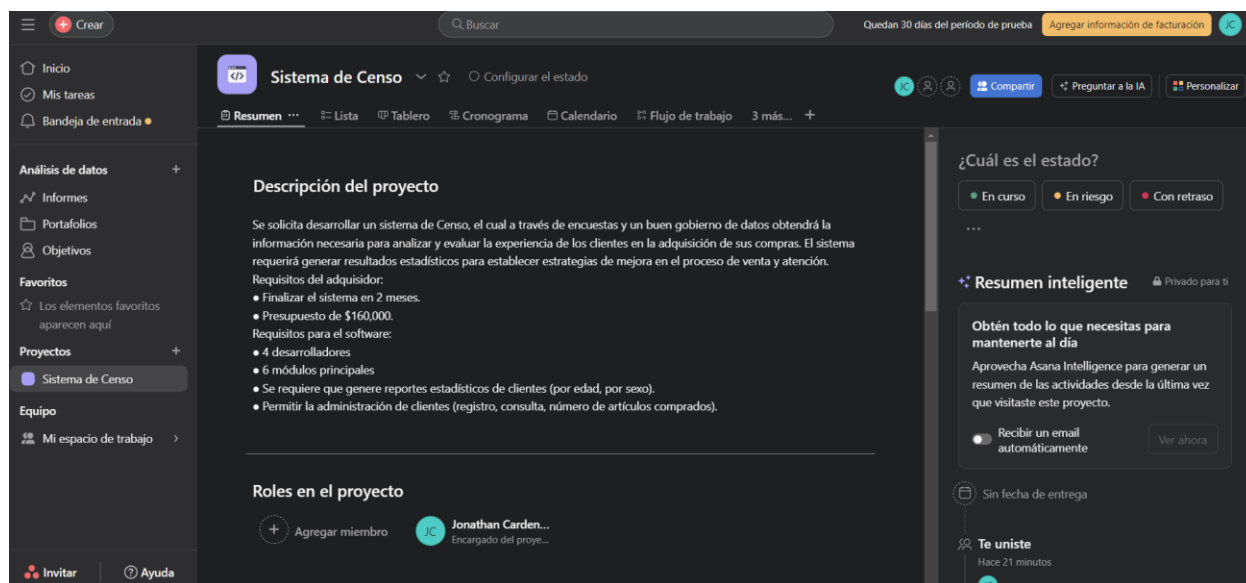 Crear
Buscar
Quedan 30 días del período de prueba
Agregar información de facturación
JC
Inicio
Mis tareas
Bandeja de entrada
Análisis de datos
Informes
Portafolios
Objetivos
Favoritos
Los elementos favoritos
aparecen aquí
Proyectos
Sistema de Censo
Equipo
Mi espacio de trabajo
Invitar
Ayuda
Sistema de Censo
Configurar el estado
JC
Compartir
Preguntar a la IA
Personalizar
Resumen ...
Lista
Tablero
Cronograma
Calendario
Flujo de trabajo
3 más...
Descripción del proyecto
Se solicita desarrollar un sistema de Censo, el cual a través de encuestas y un buen gobierno de datos obtendrá la
información necesaria para analizar y evaluar la experiencia de los clientes en la adquisición de sus compras. El sistema
requerirá generar resultados estadísticos para establecer estrategias de mejora en el proceso de venta y atención.
Requisitos del adquisidor:
● Finalizar el sistema en 2 meses.
● Presupuesto de $160,000.
Requisitos para el software:
● 4 desarrolladores
● 6 módulos principales
● Se requiere que genere reportes estadísticos de clientes (por edad, por sexo).
● Permitir la administración de clientes (registro, consulta, número de artículos comprados).
Roles en el proyecto
Agregar miembro
JC
Jonathan Carden...
Encargado del proye...
¿Cuál es el estado?
En curso
En riesgo
Con retraso
...
Resumen inteligente
Privado para ti
Obtén todo lo que necesitas para
mantenerte al día
Aprovecha Asana Intelligence para generar un
resumen de las actividades desde la última vez
que visitaste este proyecto.
Recibir un email
automáticamente
Ver ahora
Sin fecha de entrega
Te uniste
Hace 21 minutos